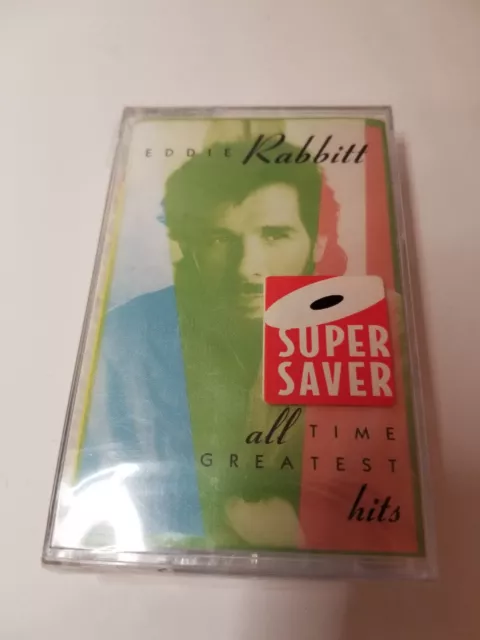 EDDIE Rabbitt
SUPER
SAVER
all TIME
GREATEST
hits